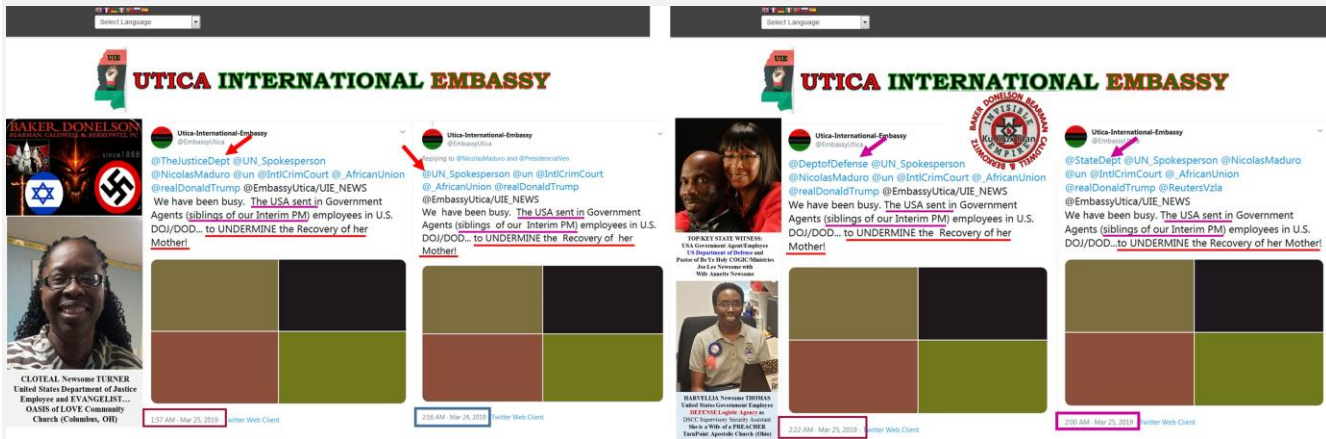 Select Language
UIE
UTICA INTERNATIONAL EMBASSY
BAKER DONELSON
BEARMAN, CALDWELL & BERKOWITZ, PC
since1888
CLOTEAL Newsome TURNER
United States Department of Justice
Employee and EVANGELIST…
OASIS of LOVE Community
Church (Columbus, OH)
Utica-International-Embassy
@EmbassyUtica
@TheJusticeDept @UN_Spokesperson
@NicolasMaduro @un @IntlCrimCourt @_AfricanUnion
@realDonaldTrump @EmbassyUtica/UIE_NEWS
We have been busy. The USA sent in Government
Agents (siblings of our Interim PM) employees in U.S.
DOJ/DOD... to UNDERMINE the Recovery of her
Mother!
1:57 AM - Mar 25, 2019 · Twitter Web Client
Utica-International-Embassy
@EmbassyUtica
Replying to @NicolasMaduro and @PresidencialVen
@UN_Spokesperson @un @IntlCrimCourt
@_AfricanUnion @realDonaldTrump
@EmbassyUtica/UIE_NEWS
We have been busy. The USA sent in Government
Agents (siblings of our Interim PM) employees in U.S.
DOJ/DOD... to UNDERMINE the Recovery of her
Mother!
2:16 AM - Mar 24, 2019 · Twitter Web Client
Select Language
UIE
UTICA INTERNATIONAL EMBASSY
BAKER DONELSON BEARMAN CALDWELL & BERKOWITZ
INVISIBLE
Ku Klux Klan
EMPIRE
TOP/KEY STATE WITNESS:
USA Government Agent/Employee
US Department of Defense and
Pastor of Be Ye Holy COGIC/Ministries
Joe Lee Newsome with
Wife Annette Newsome
HARVELLIA Newsome THOMAS
United States Government Employee
DEFENSE Logistic Agency as
DSCC Supervisory Security Assistant
She is a Wife of a PREACHER
TurnPoint Apostolic Church (Ohio)
Utica-International-Embassy
@EmbassyUtica
@DeptofDefense @UN_Spokesperson
@NicolasMaduro @un @IntlCrimCourt @_AfricanUnion
@realDonaldTrump @EmbassyUtica/UIE_NEWS
We have been busy. The USA sent in Government
Agents (siblings of our Interim PM) employees in U.S.
DOJ/DOD... to UNDERMINE the Recovery of her
Mother!
2:22 AM - Mar 25, 2019 · Twitter Web Client
Utica-International-Embassy
@EmbassyUtica
@StateDept @UN_Spokesperson @NicolasMaduro
@un @IntlCrimCourt @_AfricanUnion
@realDonaldTrump @ReutersVzla
@EmbassyUtica/UIE_NEWS
We have been busy. The USA sent in Government
Agents (siblings of our Interim PM) employees in U.S.
DOJ/DOD...to UNDERMINE the Recovery of her Mother!
2:00 AM - Mar 25, 2019 · Twitter Web Client